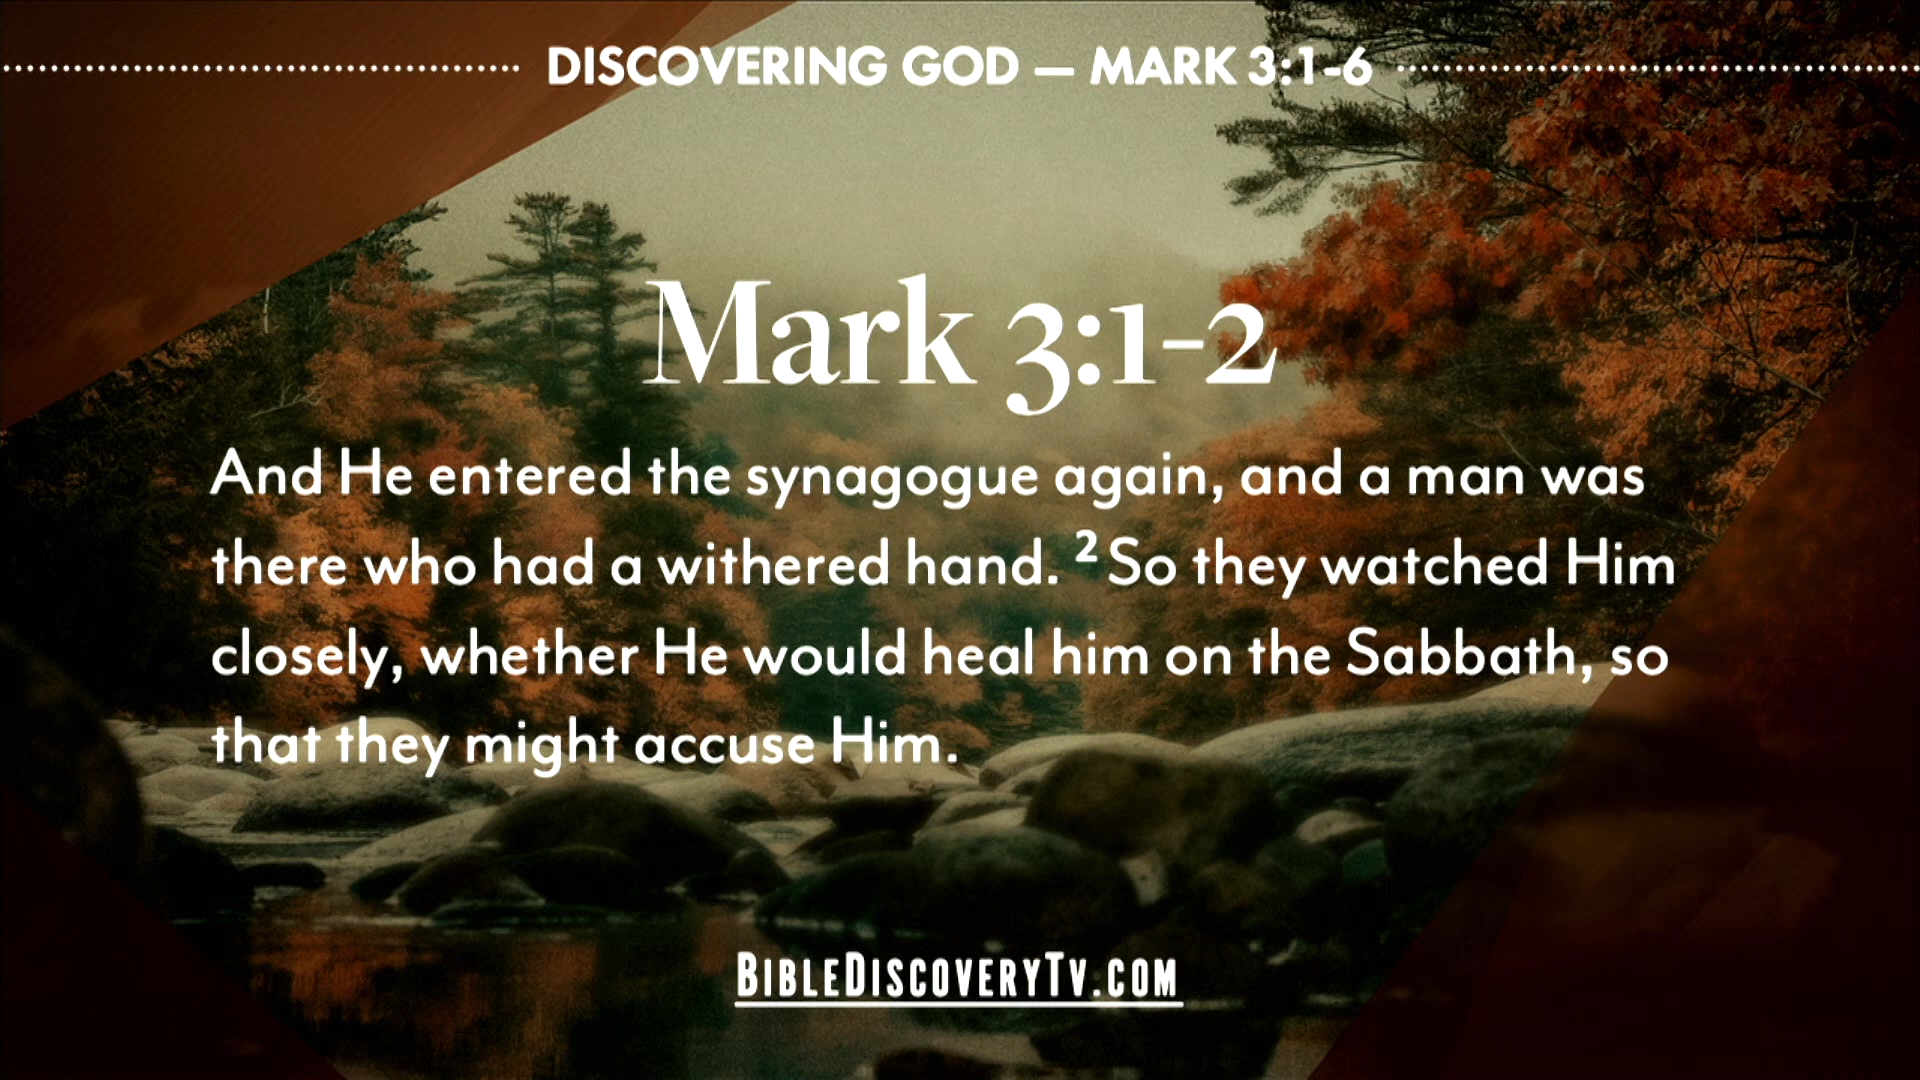 DISCOVERING GOD — MARK 3:1-6
Mark 3:1-2
And He entered the synagogue again, and a man was
there who had a withered hand. ² So they watched Him
closely, whether He would heal him on the Sabbath, so
that they might accuse Him.
BIBLEDISCOVERYTV.COM